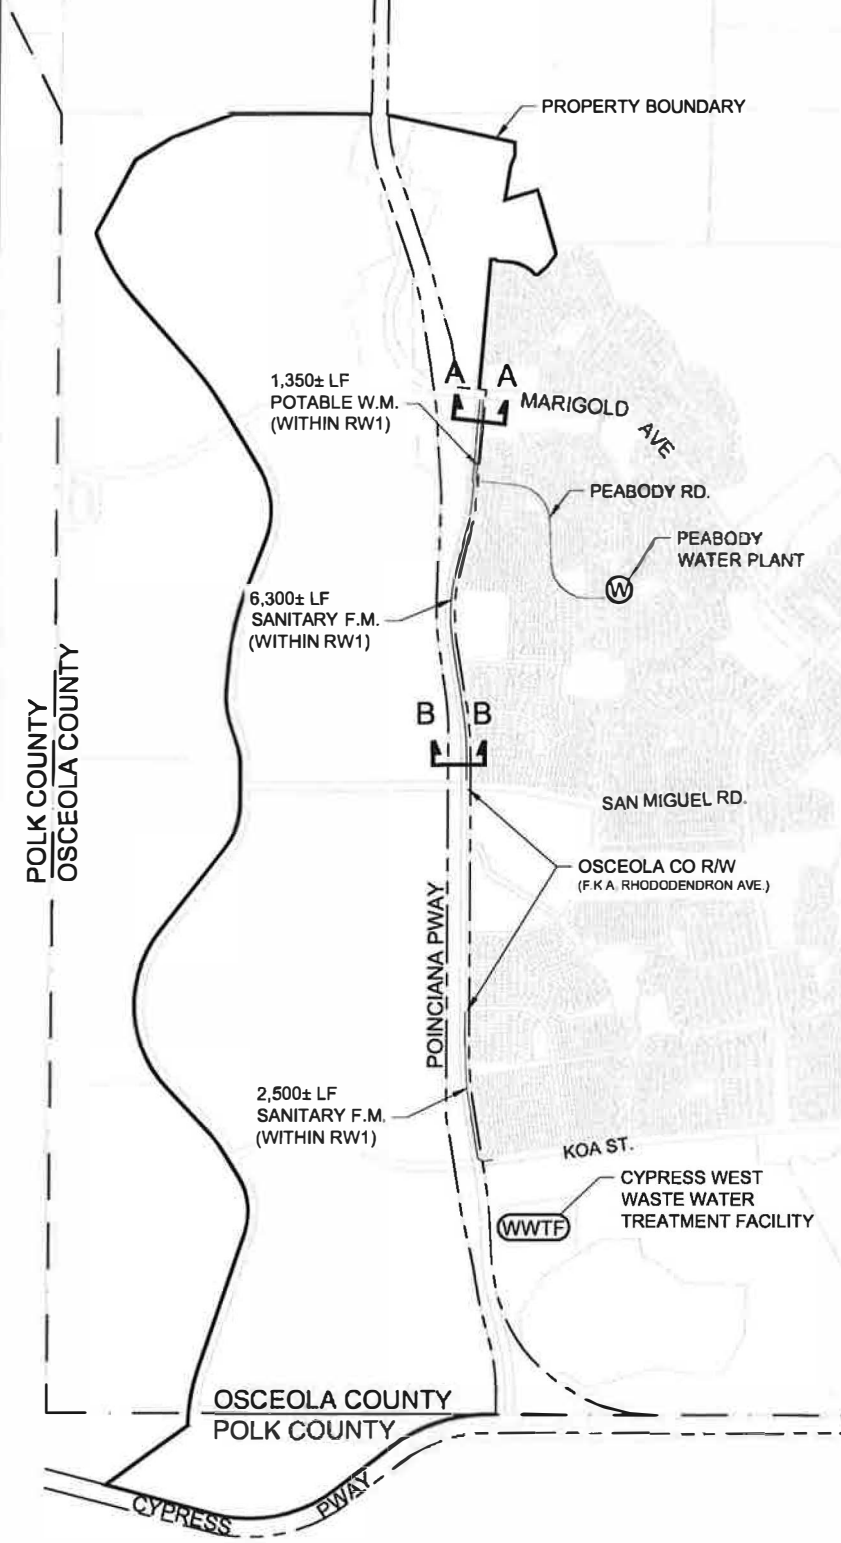 PROPERTY BOUNDARY
1,350± LF
POTABLE W.M.
(WITHIN RW1)
A A
MARIGOLD
AVE
PEABODY RD.
PEABODY
WATER PLANT
W
6,300± LF
SANITARY F.M.
(WITHIN RW1)
B B
POLK COUNTY
OSCEOLA COUNTY
SAN MIGUEL RD.
OSCEOLA CO R/W
(F.K.A. RHODODENDRON AVE.)
POINCIANA PWAY
2,500± LF
SANITARY F.M.
(WITHIN RW1)
KOA ST.
CYPRESS WEST
WASTE WATER
TREATMENT FACILITY
WWTF
OSCEOLA COUNTY
POLK COUNTY
CYPRESS PWAY